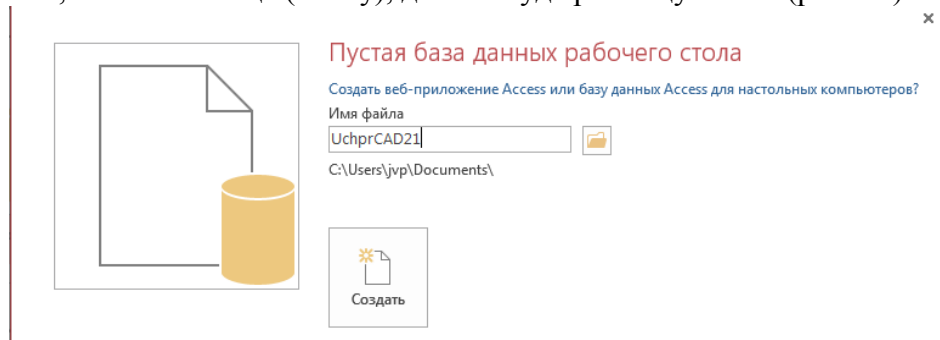 Пустая база данных рабочего стола
Создать веб-приложение Access или базу данных Access для настольных компьютеров?
Имя файла
UchprCAD21
C:\Users\jvp\Documents\
Создать